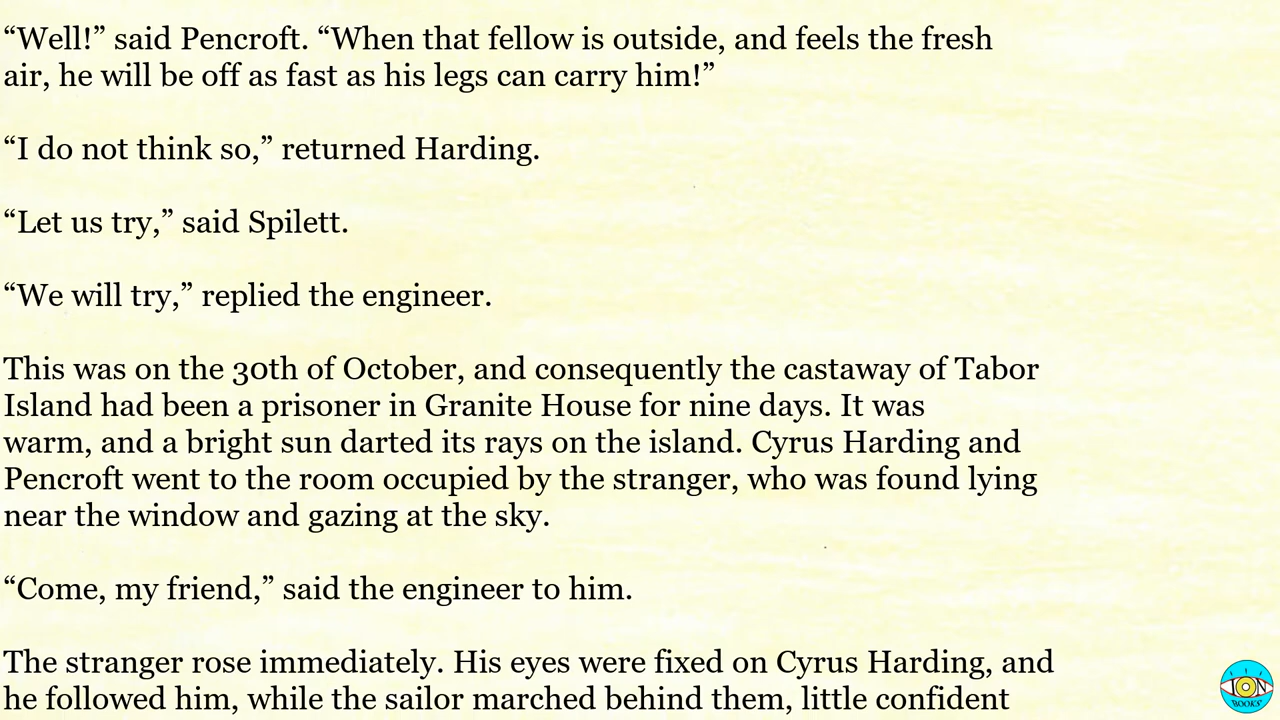 “Well!” said Pencroft. “When that fellow is outside, and feels the fresh
air, he will be off as fast as his legs can carry him!”
“I do not think so,” returned Harding.
“Let us try,” said Spilett.
“We will try,” replied the engineer.
This was on the 30th of October, and consequently the castaway of Tabor
Island had been a prisoner in Granite House for nine days. It was
warm, and a bright sun darted its rays on the island. Cyrus Harding and
Pencroft went to the room occupied by the stranger, who was found lying
near the window and gazing at the sky.
“Come, my friend,” said the engineer to him.
The stranger rose immediately. His eyes were fixed on Cyrus Harding, and
he followed him, while the sailor marched behind them, little confident
ION
BOOKS